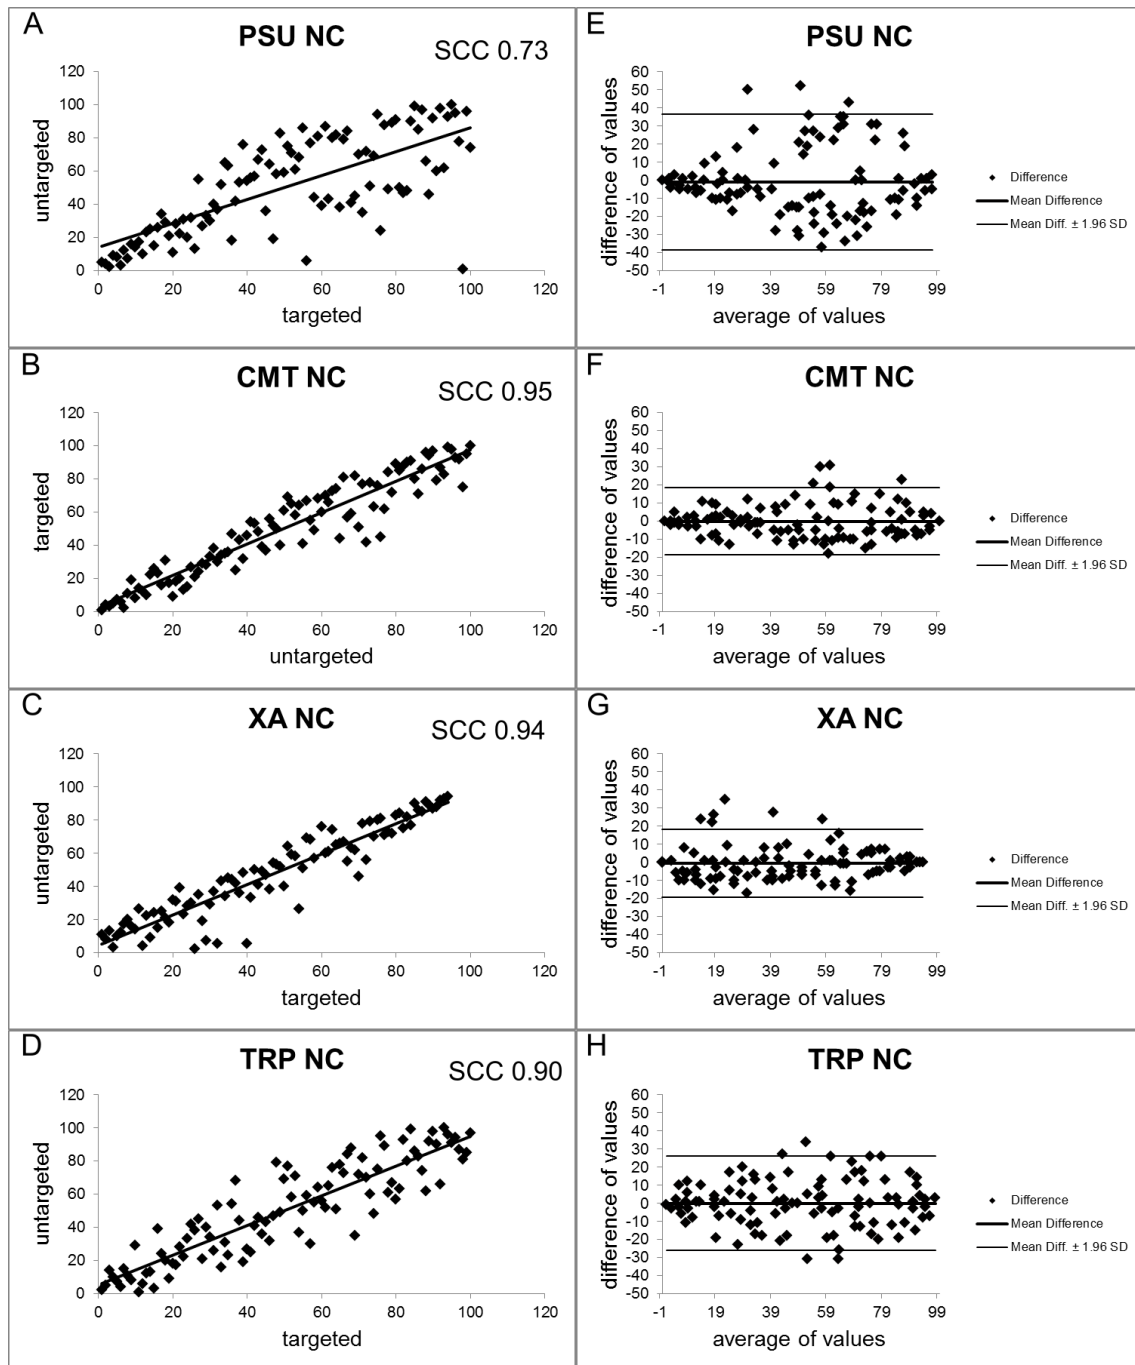 A
PSU NC
SCC 0.73
untargeted
120
100
80
60
40
20
0
0 20 40 60 80 100 120
targeted
E
PSU NC
difference of values
60
50
40
30
20
10
0
-10
-20
-30
-40
-50
-1 19 39 59 79 99
average of values
Difference
Mean Difference
Mean Diff. ± 1.96 SD
B
CMT NC
SCC 0.95
targeted
120
100
80
60
40
20
0
0 20 40 60 80 100 120
untargeted
F
CMT NC
difference of values
60
50
40
30
20
10
0
-10
-20
-30
-40
-50
-1 19 39 59 79 99
average of values
Difference
Mean Difference
Mean Diff. ± 1.96 SD
C
XA NC
SCC 0.94
untargeted
120
100
80
60
40
20
0
0 20 40 60 80 100 120
targeted
G
XA NC
difference of values
60
50
40
30
20
10
0
-10
-20
-30
-40
-50
-1 19 39 59 79 99
average of values
Difference
Mean Difference
Mean Diff. ± 1.96 SD
D
TRP NC
SCC 0.90
untargeted
120
100
80
60
40
20
0
0 20 40 60 80 100 120
targeted
H
TRP NC
difference of values
60
50
40
30
20
10
0
-10
-20
-30
-40
-50
-1 19 39 59 79 99
average of values
Difference
Mean Difference
Mean Diff. ± 1.96 SD